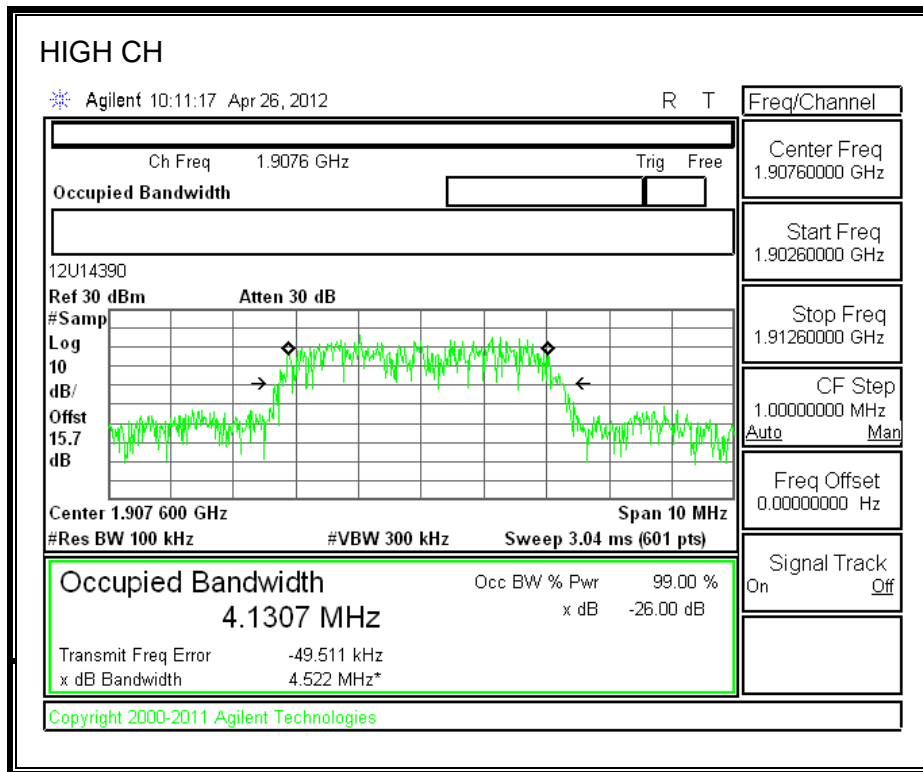 HIGH CH
Agilent 10:11:17 Apr 26, 2012 R T
Freq/Channel
Ch Freq 1.9076 GHz Trig Free
Occupied Bandwidth
Center Freq
1.90760000 GHz
Start Freq
1.90260000 GHz
12U14390
Ref 30 dBm Atten 30 dB
#Samp
Log
10
dB/
Offst
15.7
dB
Stop Freq
1.91260000 GHz
CF Step
1.00000000 MHz
Auto Man
Freq Offset
0.00000000 Hz
Center 1.907 600 GHz Span 10 MHz
#Res BW 100 kHz #VBW 300 kHz Sweep 3.04 ms (601 pts)
Signal Track
On Off
Occupied Bandwidth Occ BW % Pwr 99.00 %
4.1307 MHz x dB -26.00 dB
Transmit Freq Error -49.511 kHz
x dB Bandwidth 4.522 MHz*
Copyright 2000-2011 Agilent Technologies